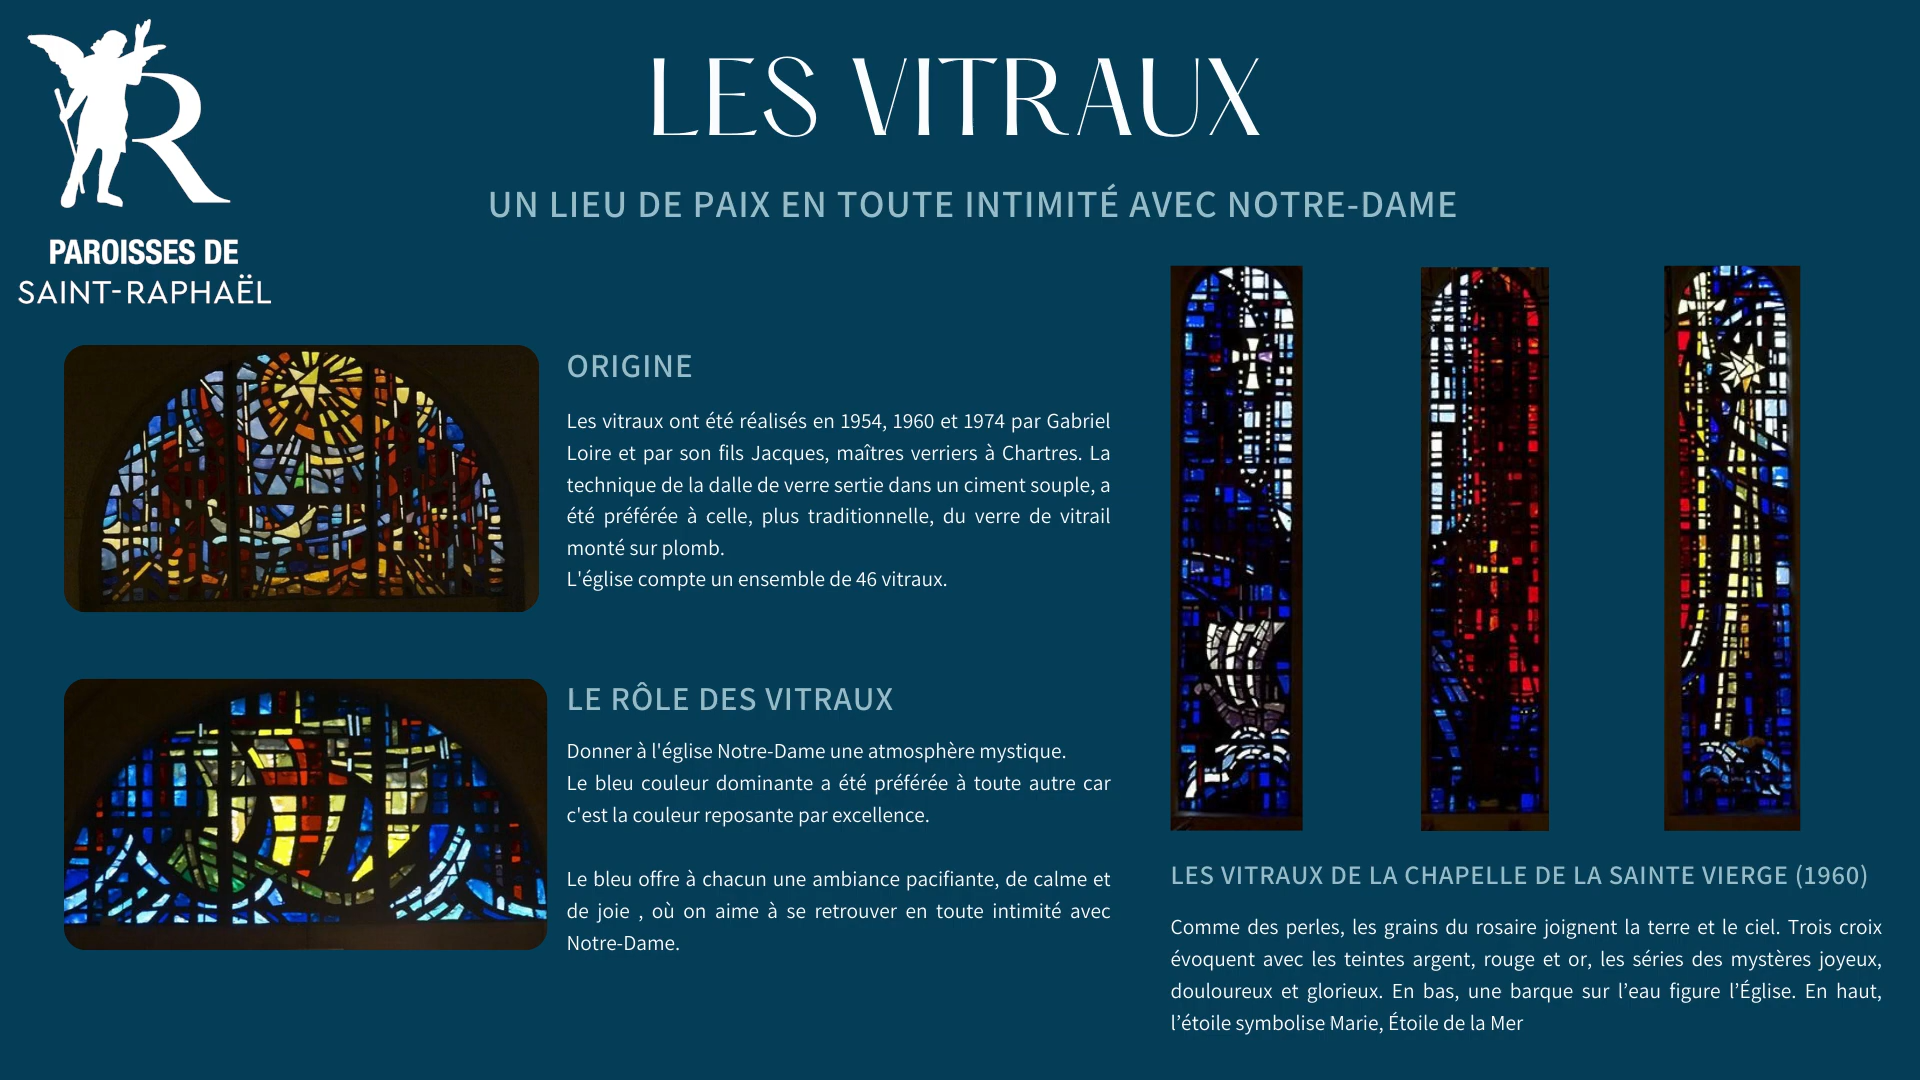 PAROISSES DE
SAINT-RAPHAËL
LES VITRAUX
UN LIEU DE PAIX EN TOUTE INTIMITÉ AVEC NOTRE-DAME
ORIGINE
Les vitraux ont été réalisés en 1954, 1960 et 1974 par Gabriel
Loire et par son fils Jacques, maîtres verriers à Chartres. La
technique de la dalle de verre sertie dans un ciment souple, a
été préférée à celle, plus traditionnelle, du verre de vitrail
monté sur plomb.
L'église compte un ensemble de 46 vitraux.
LE RÔLE DES VITRAUX
Donner à l'église Notre-Dame une atmosphère mystique.
Le bleu couleur dominante a été préférée à toute autre car
c'est la couleur reposante par excellence.
Le bleu offre à chacun une ambiance pacifiante, de calme et
de joie , où on aime à se retrouver en toute intimité avec
Notre-Dame.
LES VITRAUX DE LA CHAPELLE DE LA SAINTE VIERGE (1960)
Comme des perles, les grains du rosaire joignent la terre et le ciel. Trois croix
évoquent avec les teintes argent, rouge et or, les séries des mystères joyeux,
douloureux et glorieux. En bas, une barque sur l’eau figure l’Église. En haut,
l’étoile symbolise Marie, Étoile de la Mer